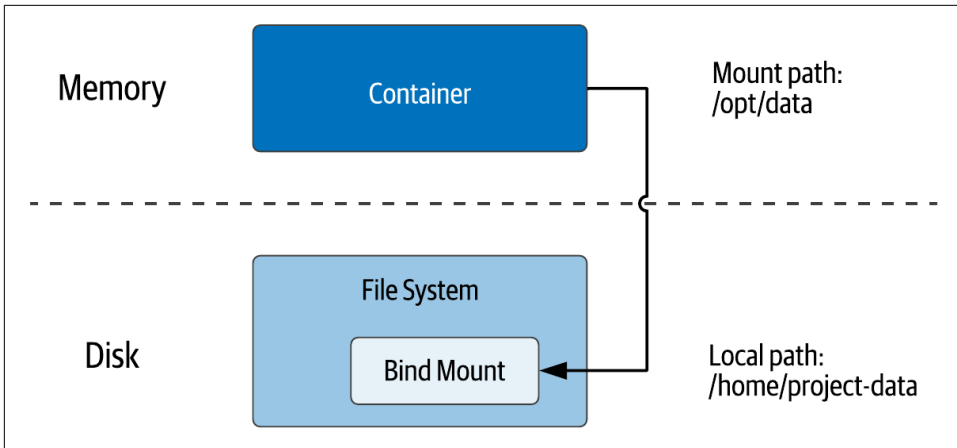 Memory
Container
Mount path:
/opt/data
File System
Disk
Bind Mount
Local path:
/home/project-data